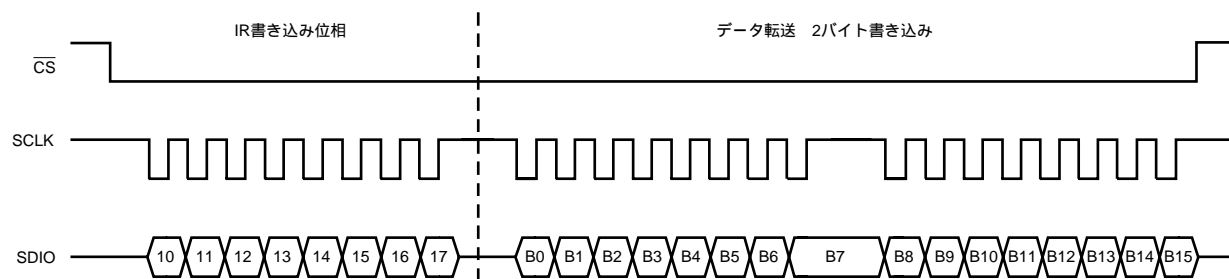 IR書き込み位相
データ転送 2バイト書き込み
CS
SCLK
SDIO 10 11 12 13 14 15 16 17 B0 B1 B2 B3 B4 B5 B6 B7 B8 B9 B10 B11 B12 B13 B14 B15